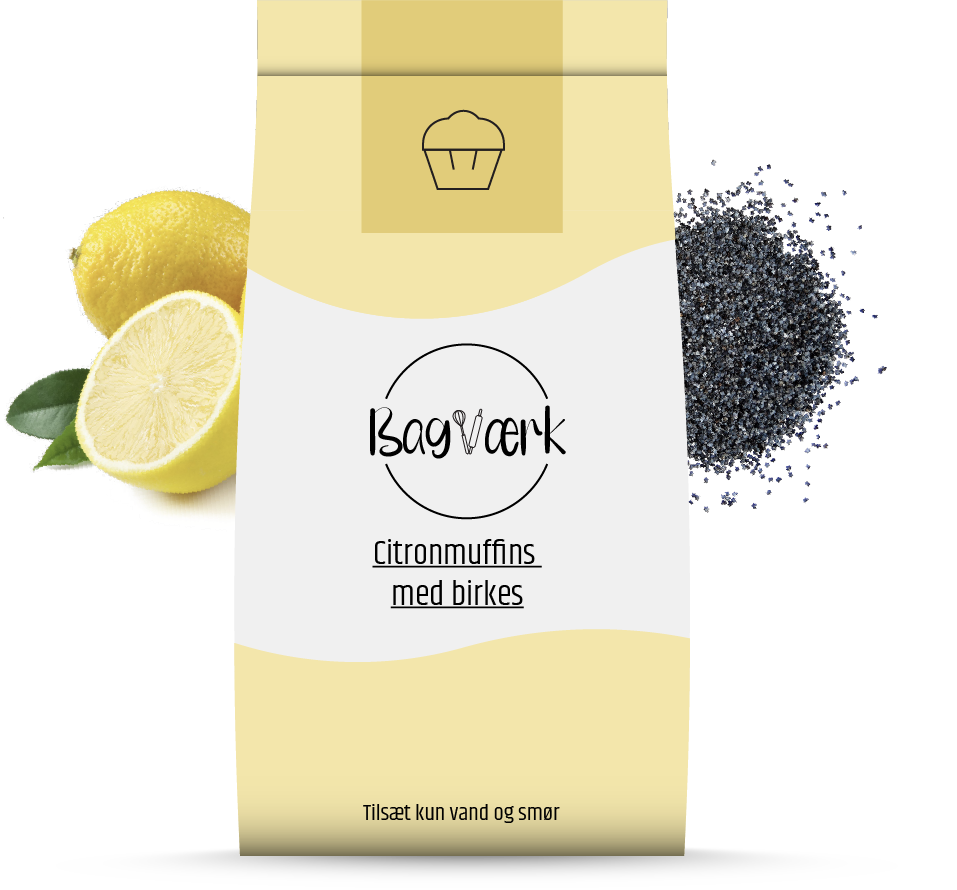 BagVærk
Citronmuffins
med birkes
Tilsæt kun vand og smør